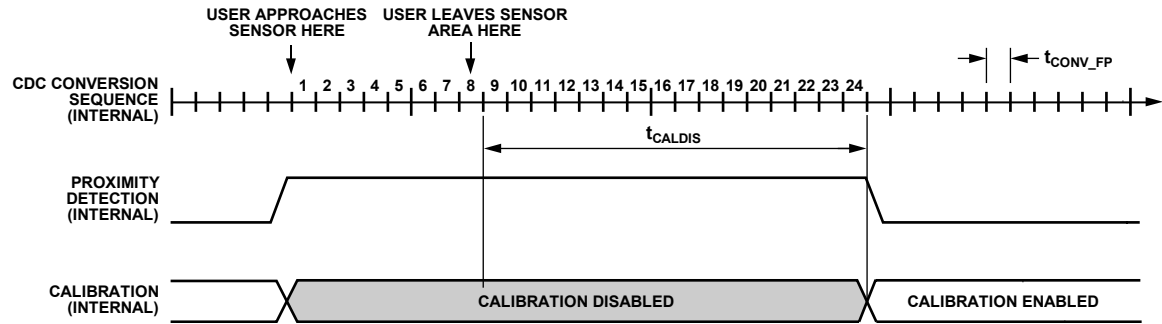 USER APPROACHES
SENSOR HERE
USER LEAVES SENSOR
AREA HERE
CDC CONVERSION
SEQUENCE
(INTERNAL)
1 2 3 4 5 6 7 8 9 10 11 12 13 14 15 16 17 18 19 20 21 22 23 24
tCONV_FP
tCALDIS
PROXIMITY
DETECTION
(INTERNAL)
CALIBRATION
(INTERNAL)
CALIBRATION DISABLED
CALIBRATION ENABLED